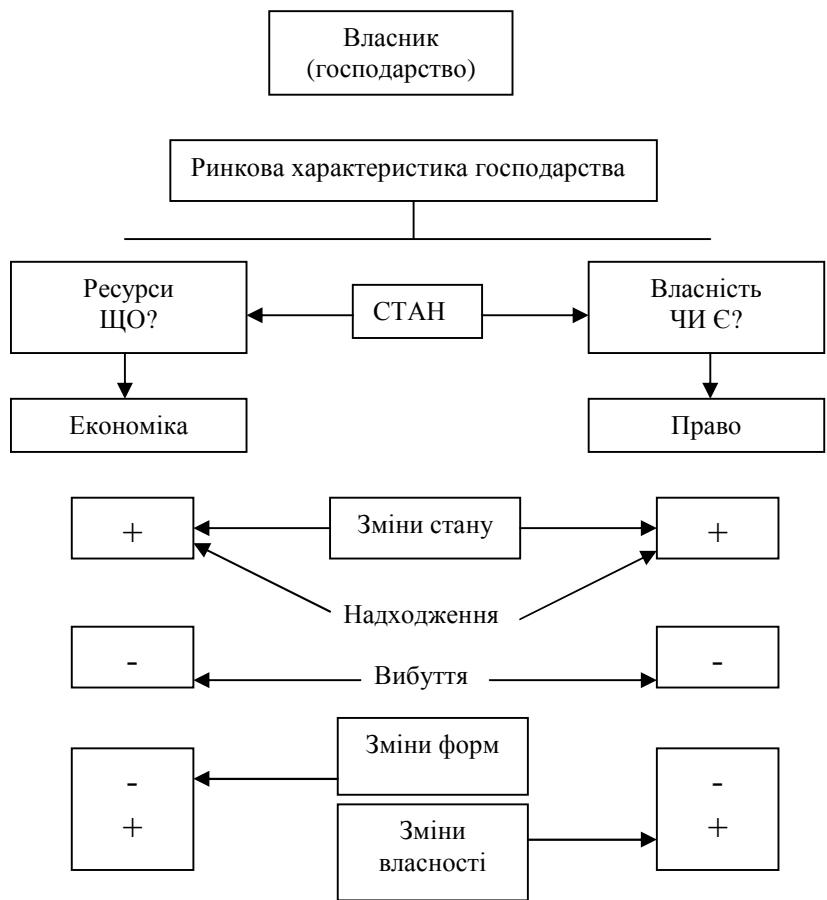 Власник
(господарство)
Ринкова характеристика господарства
Ресурси
ЩО?
СТАН
Власність
ЧИ Є?
Економіка
Право
+
Зміни стану
+
Надходження
-
Вибуття
-
Зміни форм
-
+
Зміни
власності
-
+